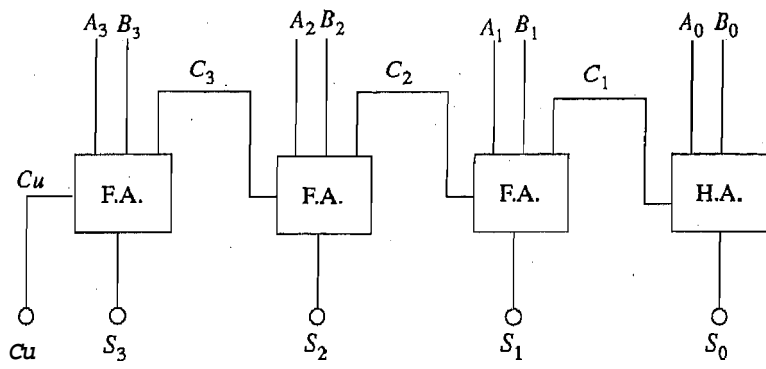 A3 B3
A2 B2
A1 B1
A0 B0
C3
C2
C1
Cu
F.A.
F.A.
F.A.
H.A.
Cu
S3
S2
S1
S0